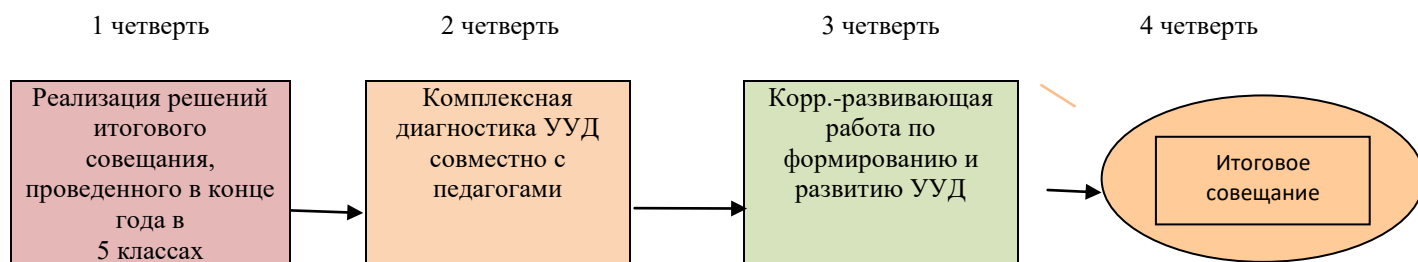 1 четверть
2 четверть
3 четверть
4 четверть
Реализация решений
итогового
совещания,
проведенного в конце
года в
5 классах
Комплексная
диагностика УУД
совместно с
педагогами
Корр.-развивающая
работа по
формированию и
развитию УУД
Итоговое
совещание